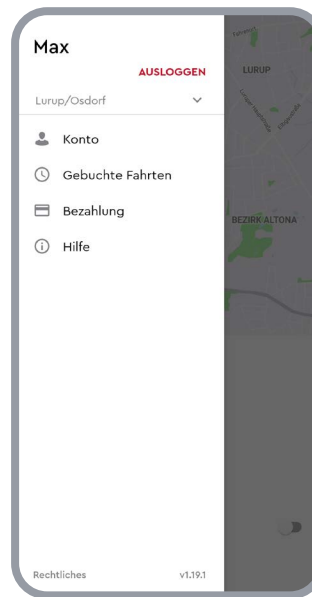 Max
AUSLOGGEN
Lurup/Osdorf
Konto
Gebuchte Fahrten
Bezahlung
Hilfe
Rechtliches
v1.19.1
LURUP
BEZIRK ALTONA